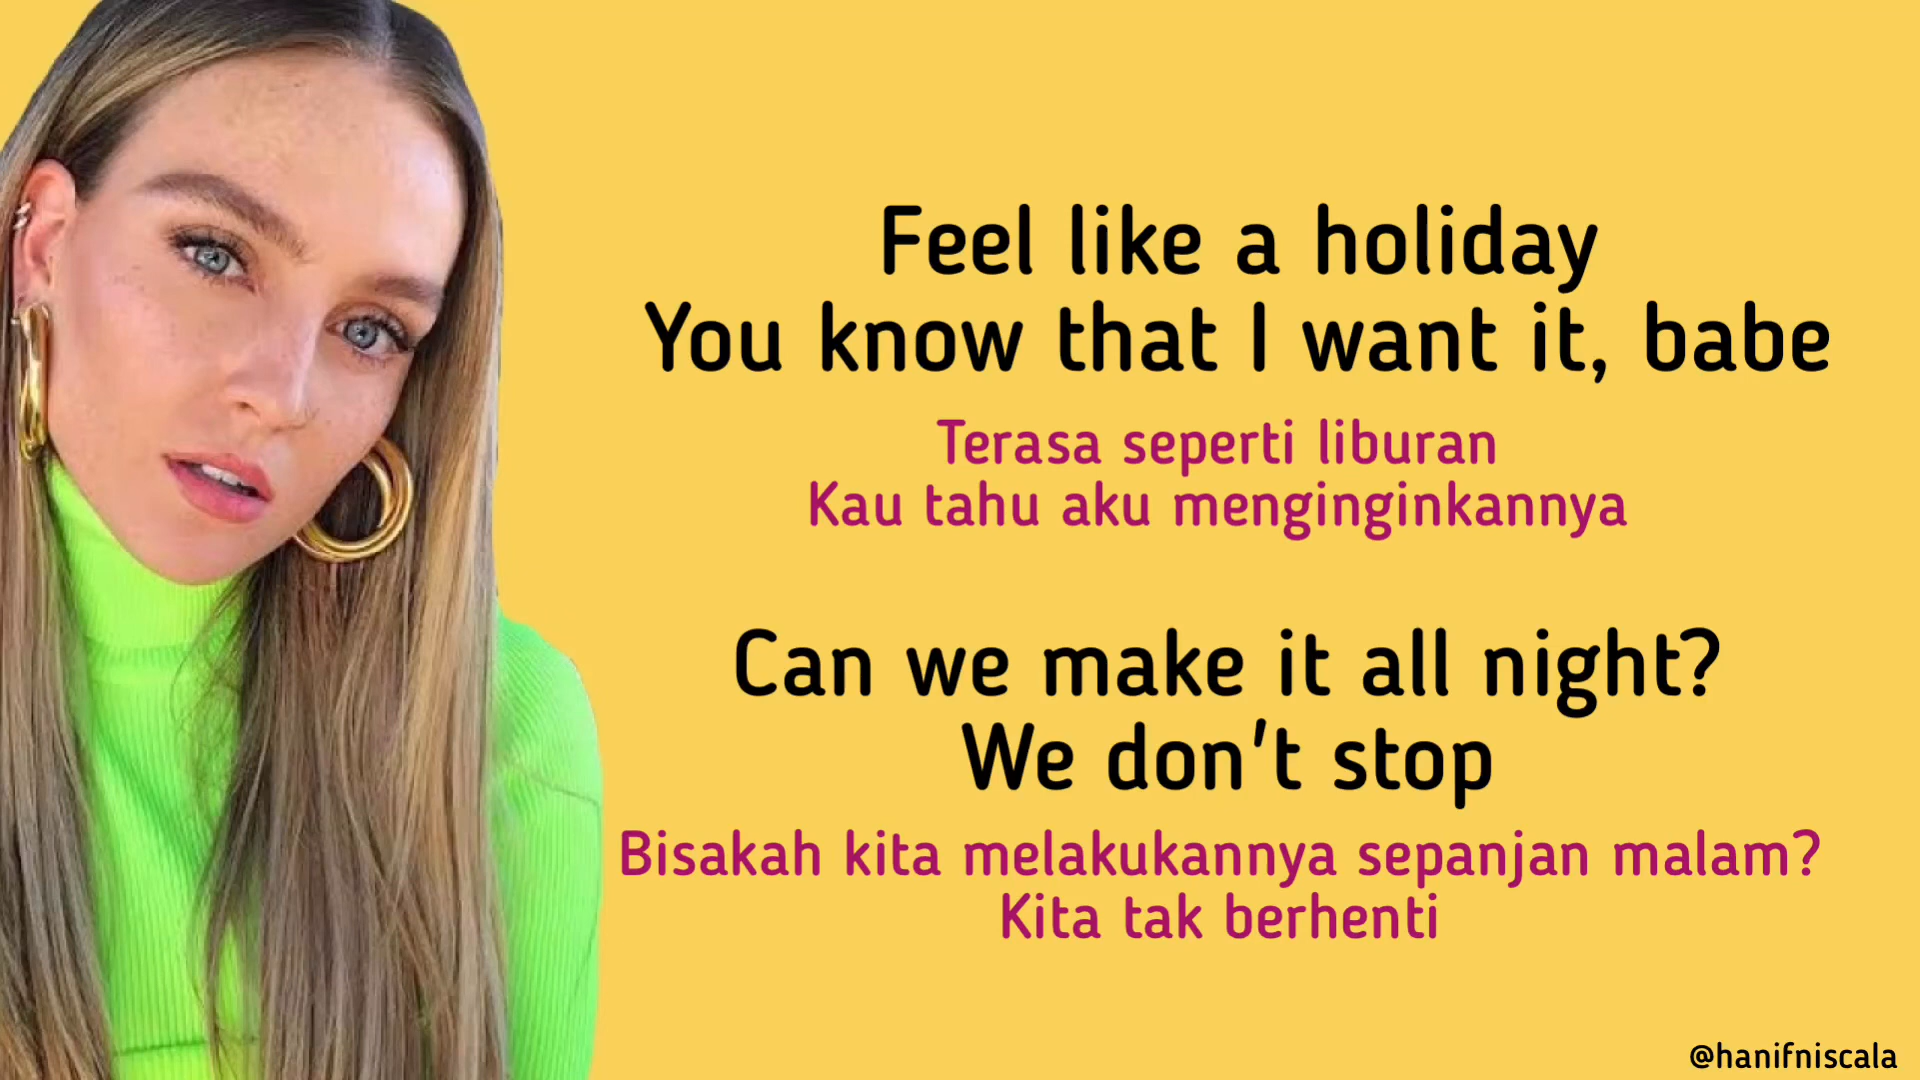 Feel like a holiday
You know that I want it, babe
Terasa seperti liburan
Kau tahu aku mengинginkannya
Can we make it all night?
We don't stop
Bisakah kita melakukannya sepanjan malam?
Kita tak berhenti
@hanifniscala